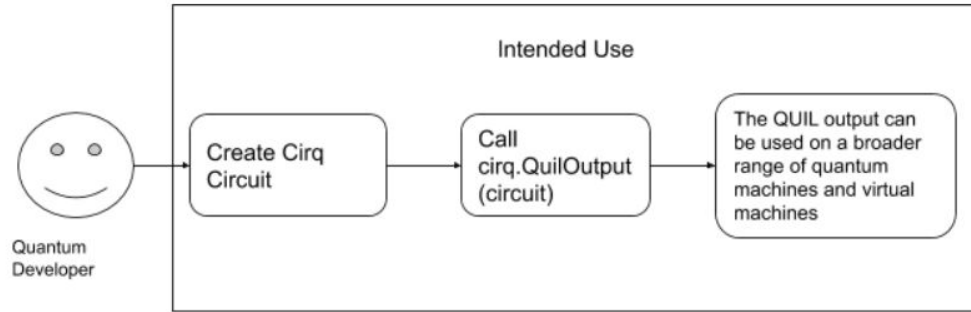 Intended Use
Quantum
Developer
Create Cirq
Circuit
Call
cirq.QuilOutput
(circuit)
The QUIL output can
be used on a broader
range of quantum
machines and virtual
machines